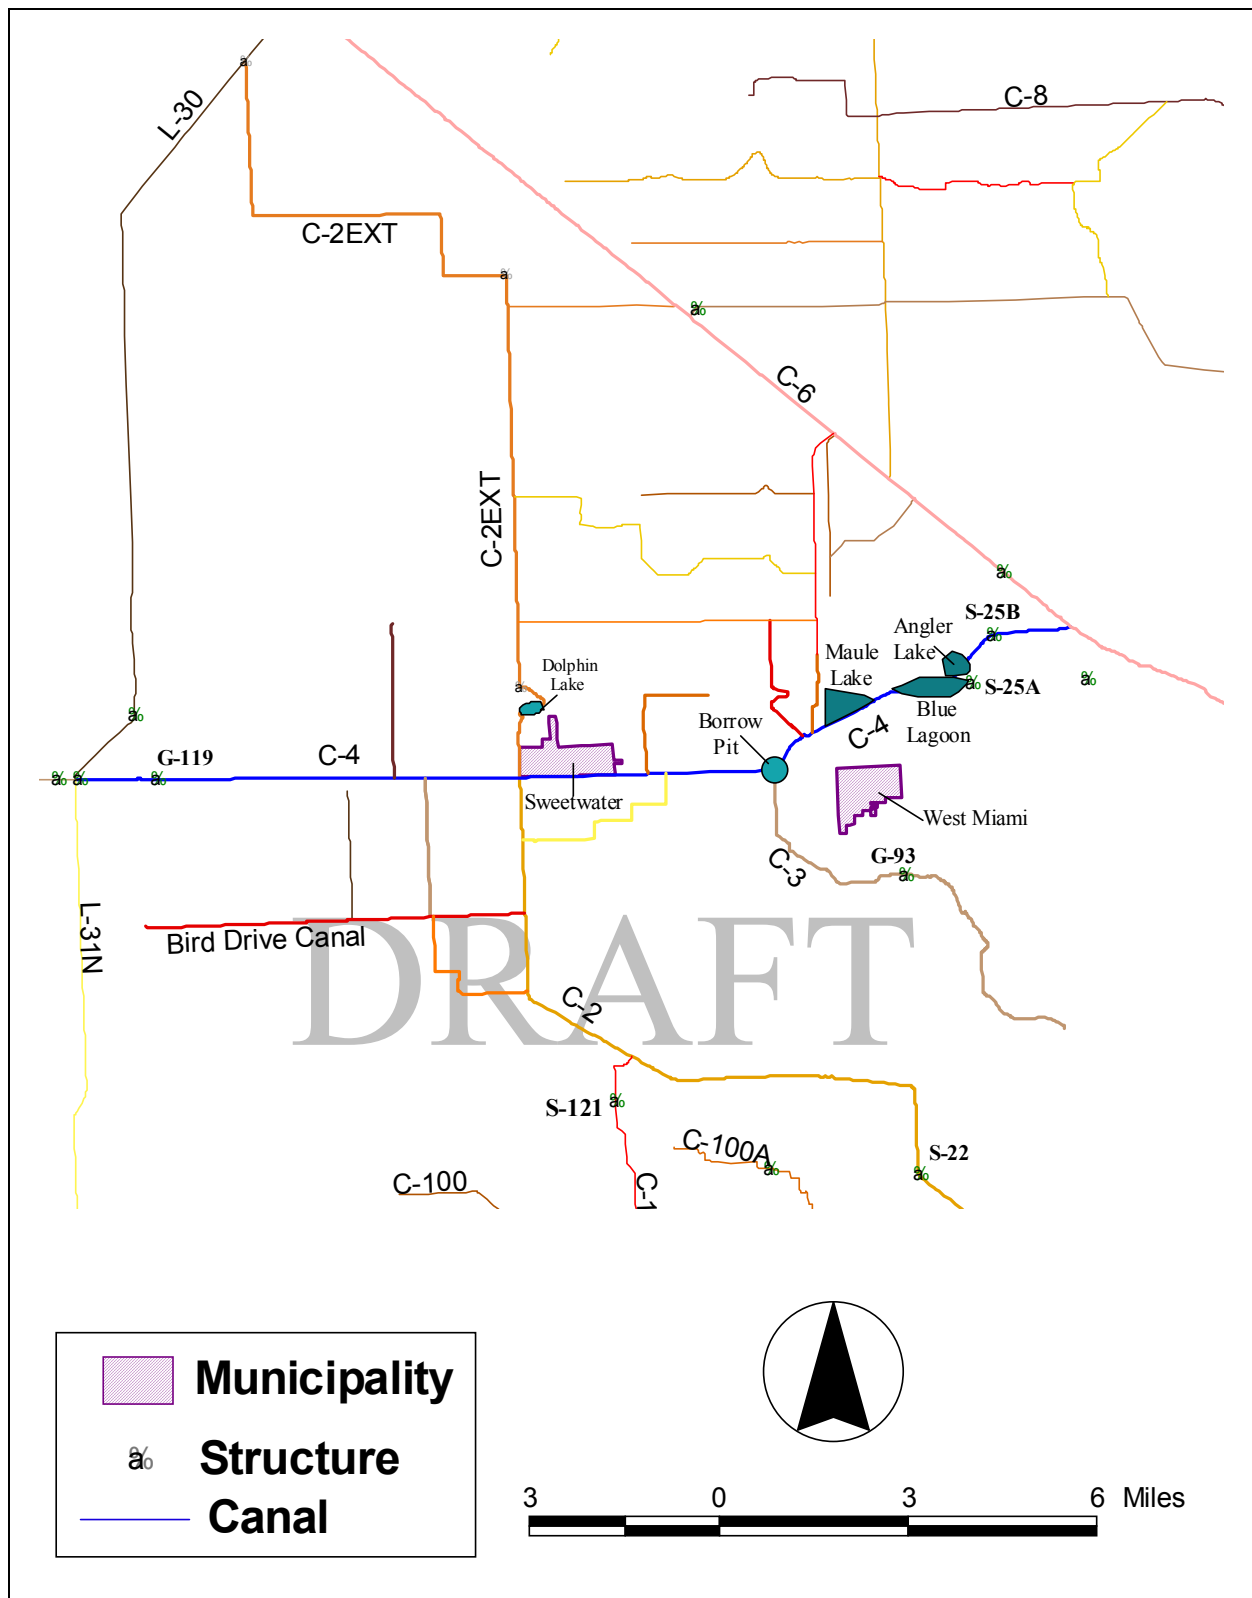 C-8
L-30
C-2EXT
C-6
C-2EXT
S-25B
Angler
Lake
Maule
Lake
Dolphin
Lake
S-25A
Blue
Lagoon
Borrow
Pit
C-4
C-4
G-119
Sweetwater
West Miami
G-93
C-3
L-31N
Bird Drive Canal
DRAFT
C-2
S-121
C-100A
S-22
C-100
C-1
Municipality
a% Structure
Canal
3 0 3 6 Miles